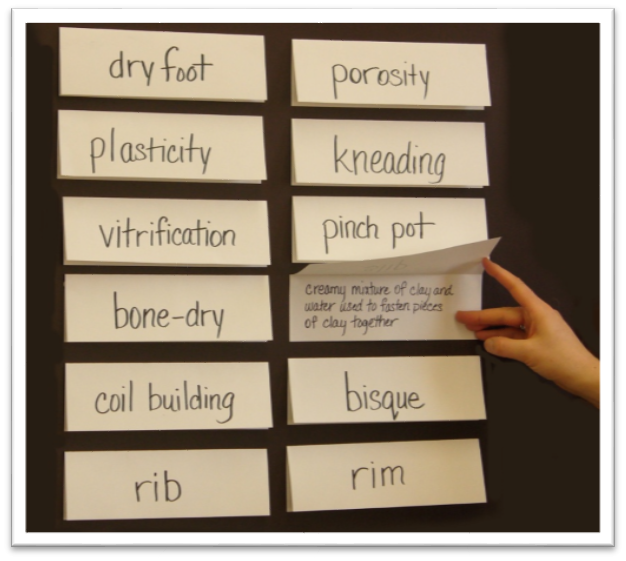 dry foot
plasticity
vitrification
bone-dry
coil building
rib
porosity
kneading
pinch pot
creamy mixture of clay and
water used to fasten pieces
of clay together
bisque
rim